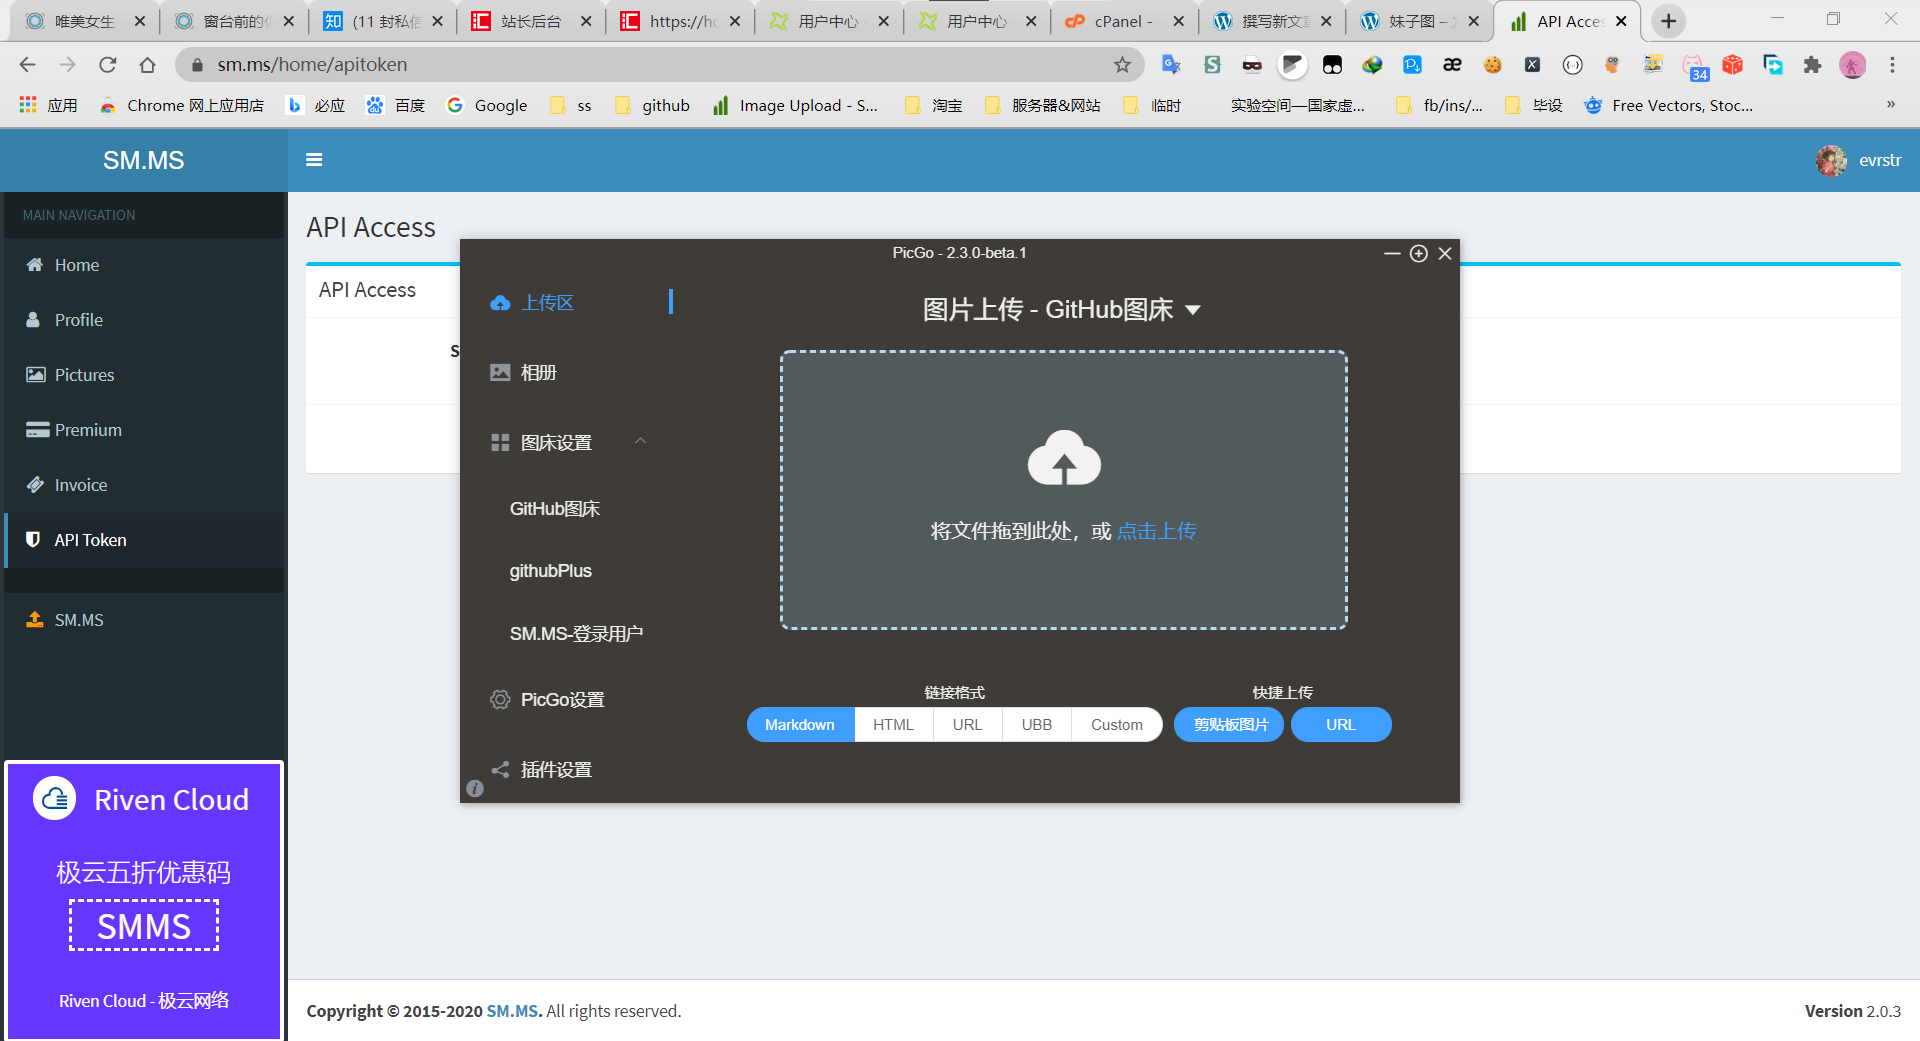 唯美女生
窗台前的
(11 封私信
站长后台
https://ho
用户中心 -
用户中心
cPanel -
撰写新文章
妹子图 –
API Acces
sm.ms/home/apitoken
34
应用
Chrome 网上应用店
必应
百度
Google
ss
github
Image Upload - S...
淘宝
服务器&网站
临时
实验空间—国家虚...
fb/ins/...
毕设
Free Vectors, Stoc...
»
SM.MS
evrstr
MAIN NAVIGATION
Home
Profile
Pictures
Premium
Invoice
API Token
SM.MS
Riven Cloud
极云五折优惠码
SMMS
Riven Cloud - 极云网络
API Access
API Access
S
PicGo - 2.3.0-beta.1
上传区
相册
图床设置
GitHub图床
githubPlus
SM.MS-登录用户
PicGo设置
插件设置
图片上传 - GitHub图床
将文件拖到此处，或 点击上传
链接格式
Markdown
HTML
URL
UBB
Custom
快捷上传
剪贴板图片
URL
Copyright © 2015-2020 SM.MS. All rights reserved.
Version 2.0.3